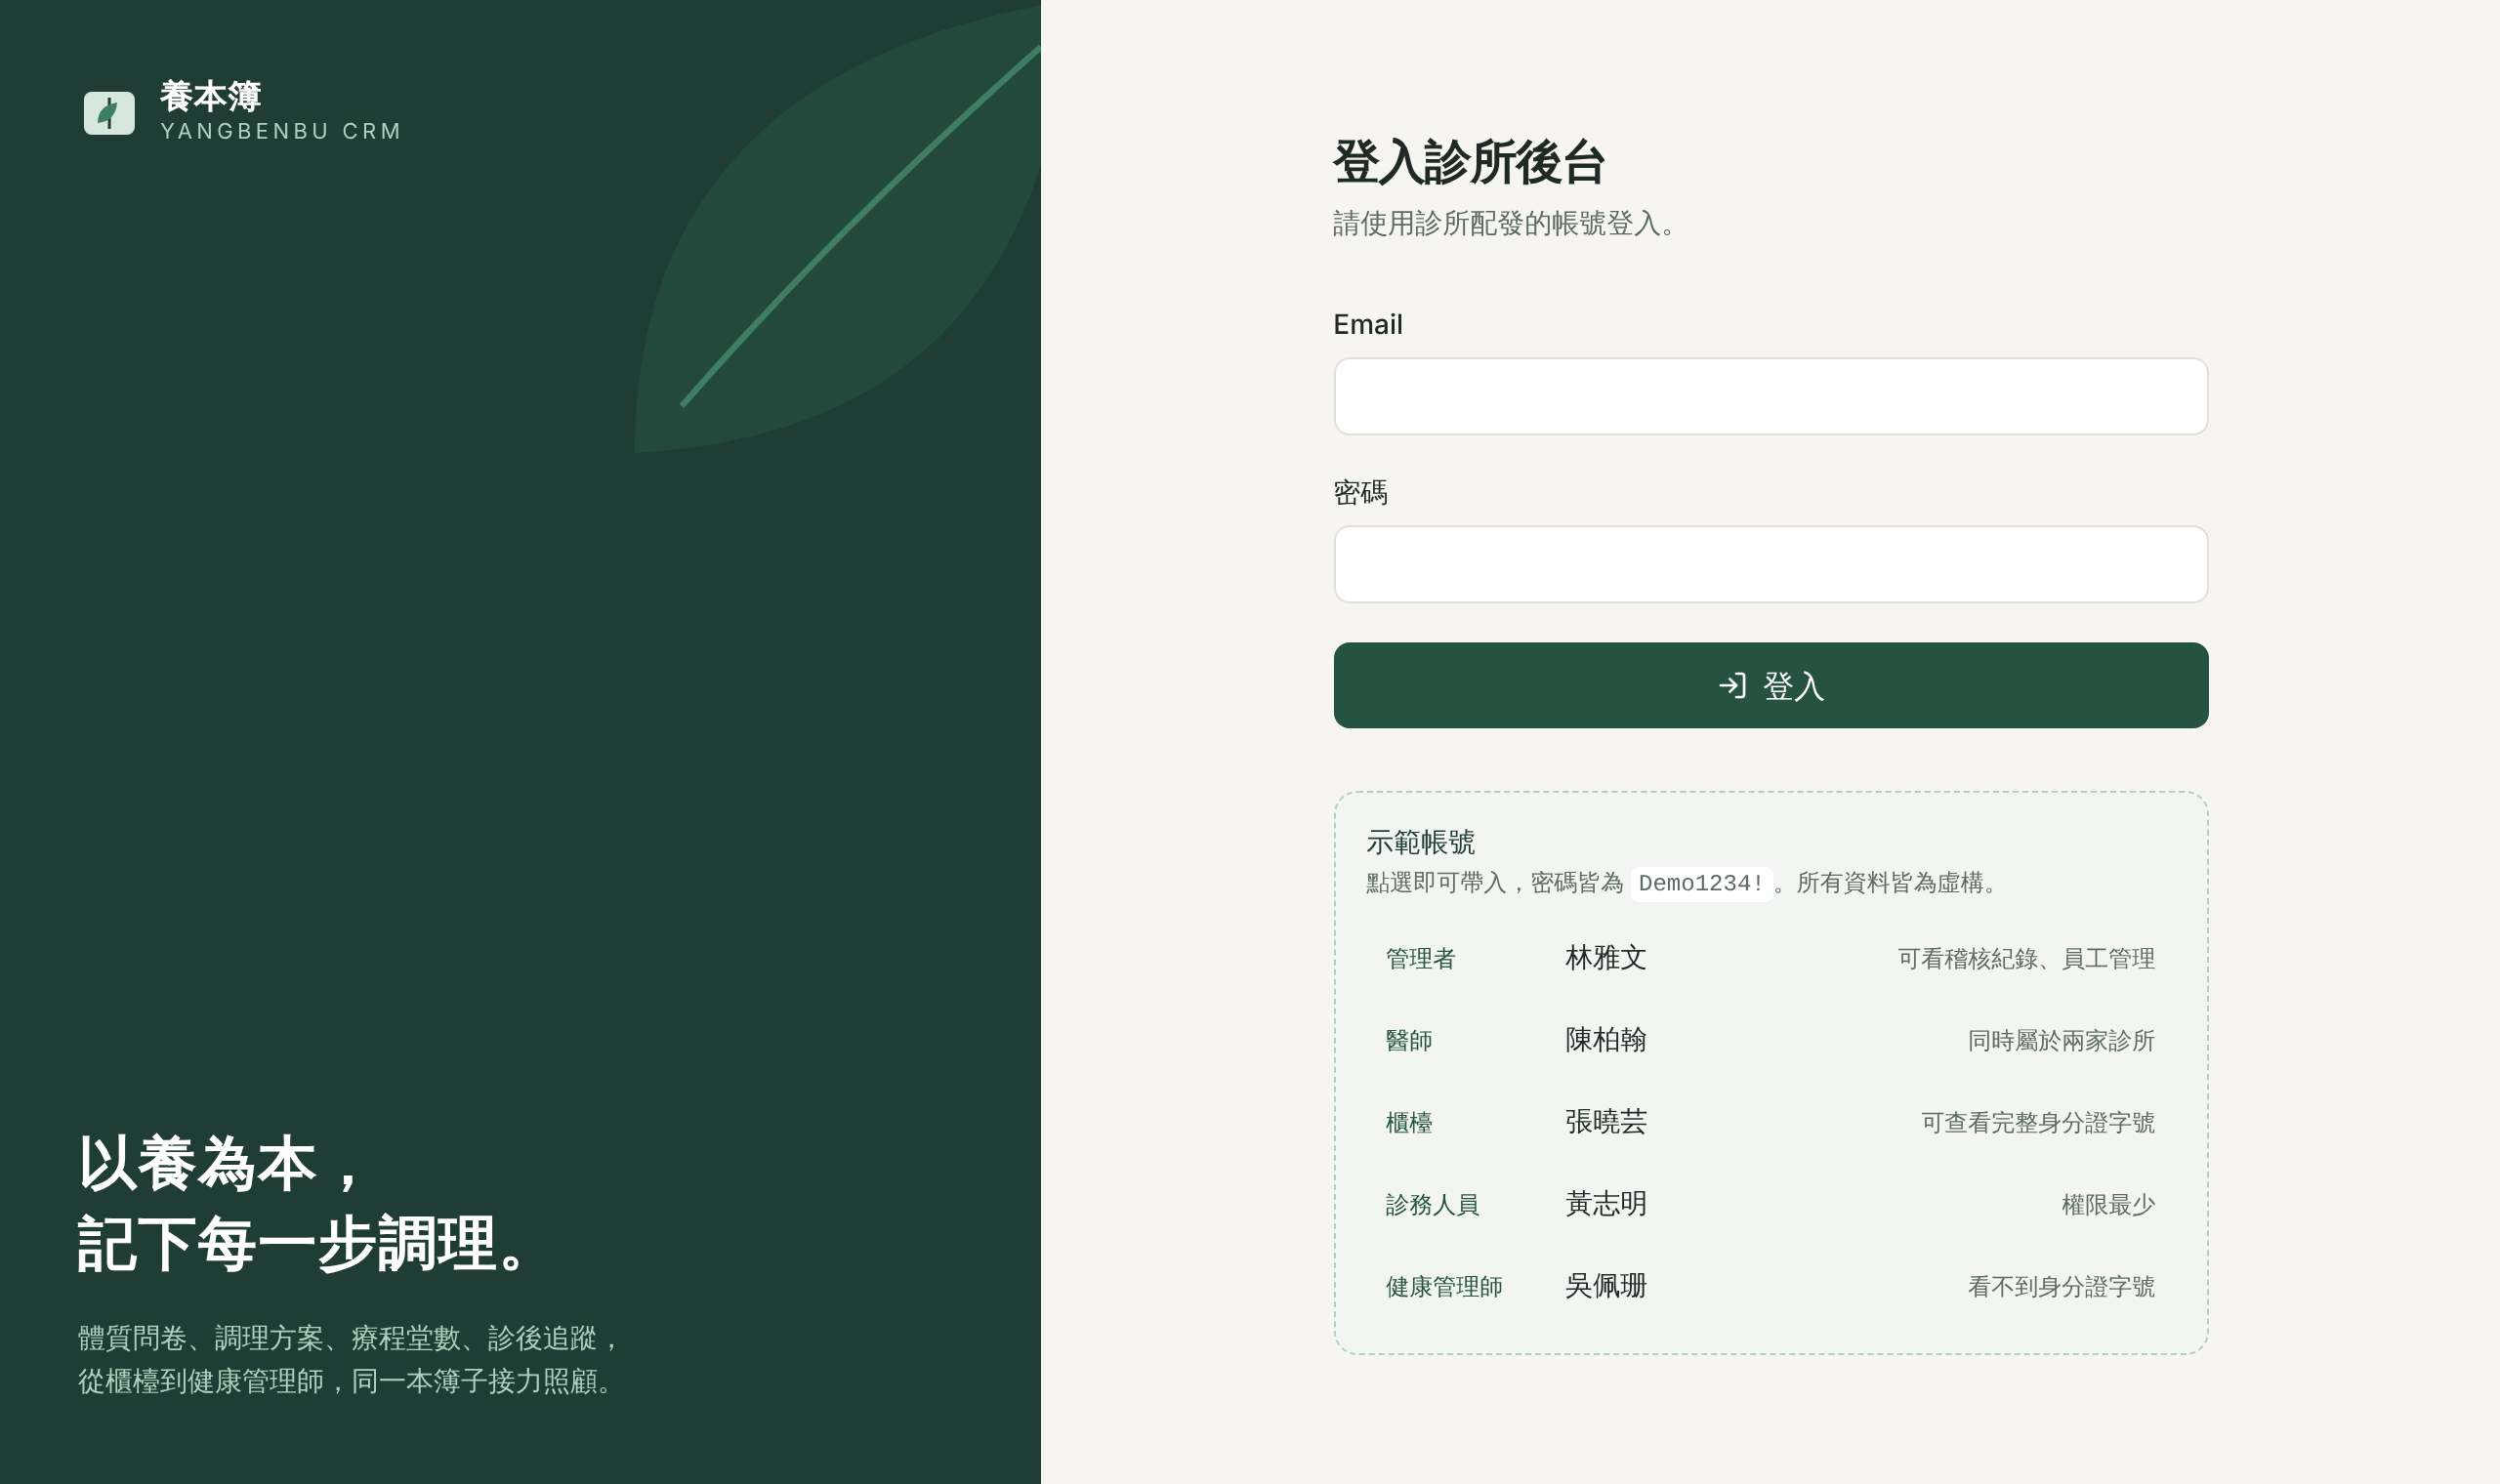 養本簿
YANGBENBU CRM
以養為本，
記下每一步調理。
體質問卷、調理方案、療程堂數、診後追蹤，
從櫃檯到健康管理師，同一本簿子接力照顧。
登入診所後台
請使用診所配發的帳號登入。
Email
密碼
登入
示範帳號
點選即可帶入，密碼皆為 Demo1234! 。所有資料皆為虛構。
管理者 林雅文 可看稽核紀錄、員工管理
醫師 陳柏翰 同時屬於兩家診所
櫃檯 張曉芸 可查看完整身分證字號
診務人員 黃志明 權限最少
健康管理師 吳佩珊 看不到身分證字號